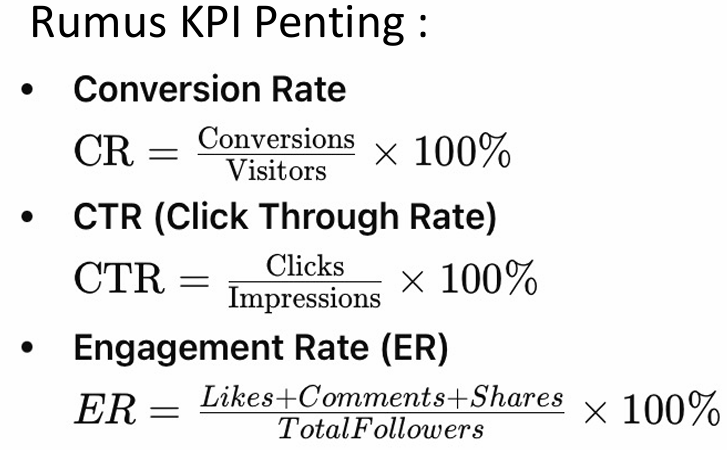 Rumus KPI Penting :
• Conversion Rate
CR = Conversions / Visitors × 100%
• CTR (Click Through Rate)
CTR = Clicks / Impressions × 100%
• Engagement Rate (ER)
ER = Likes+Comments+Shares / TotalFollowers × 100%